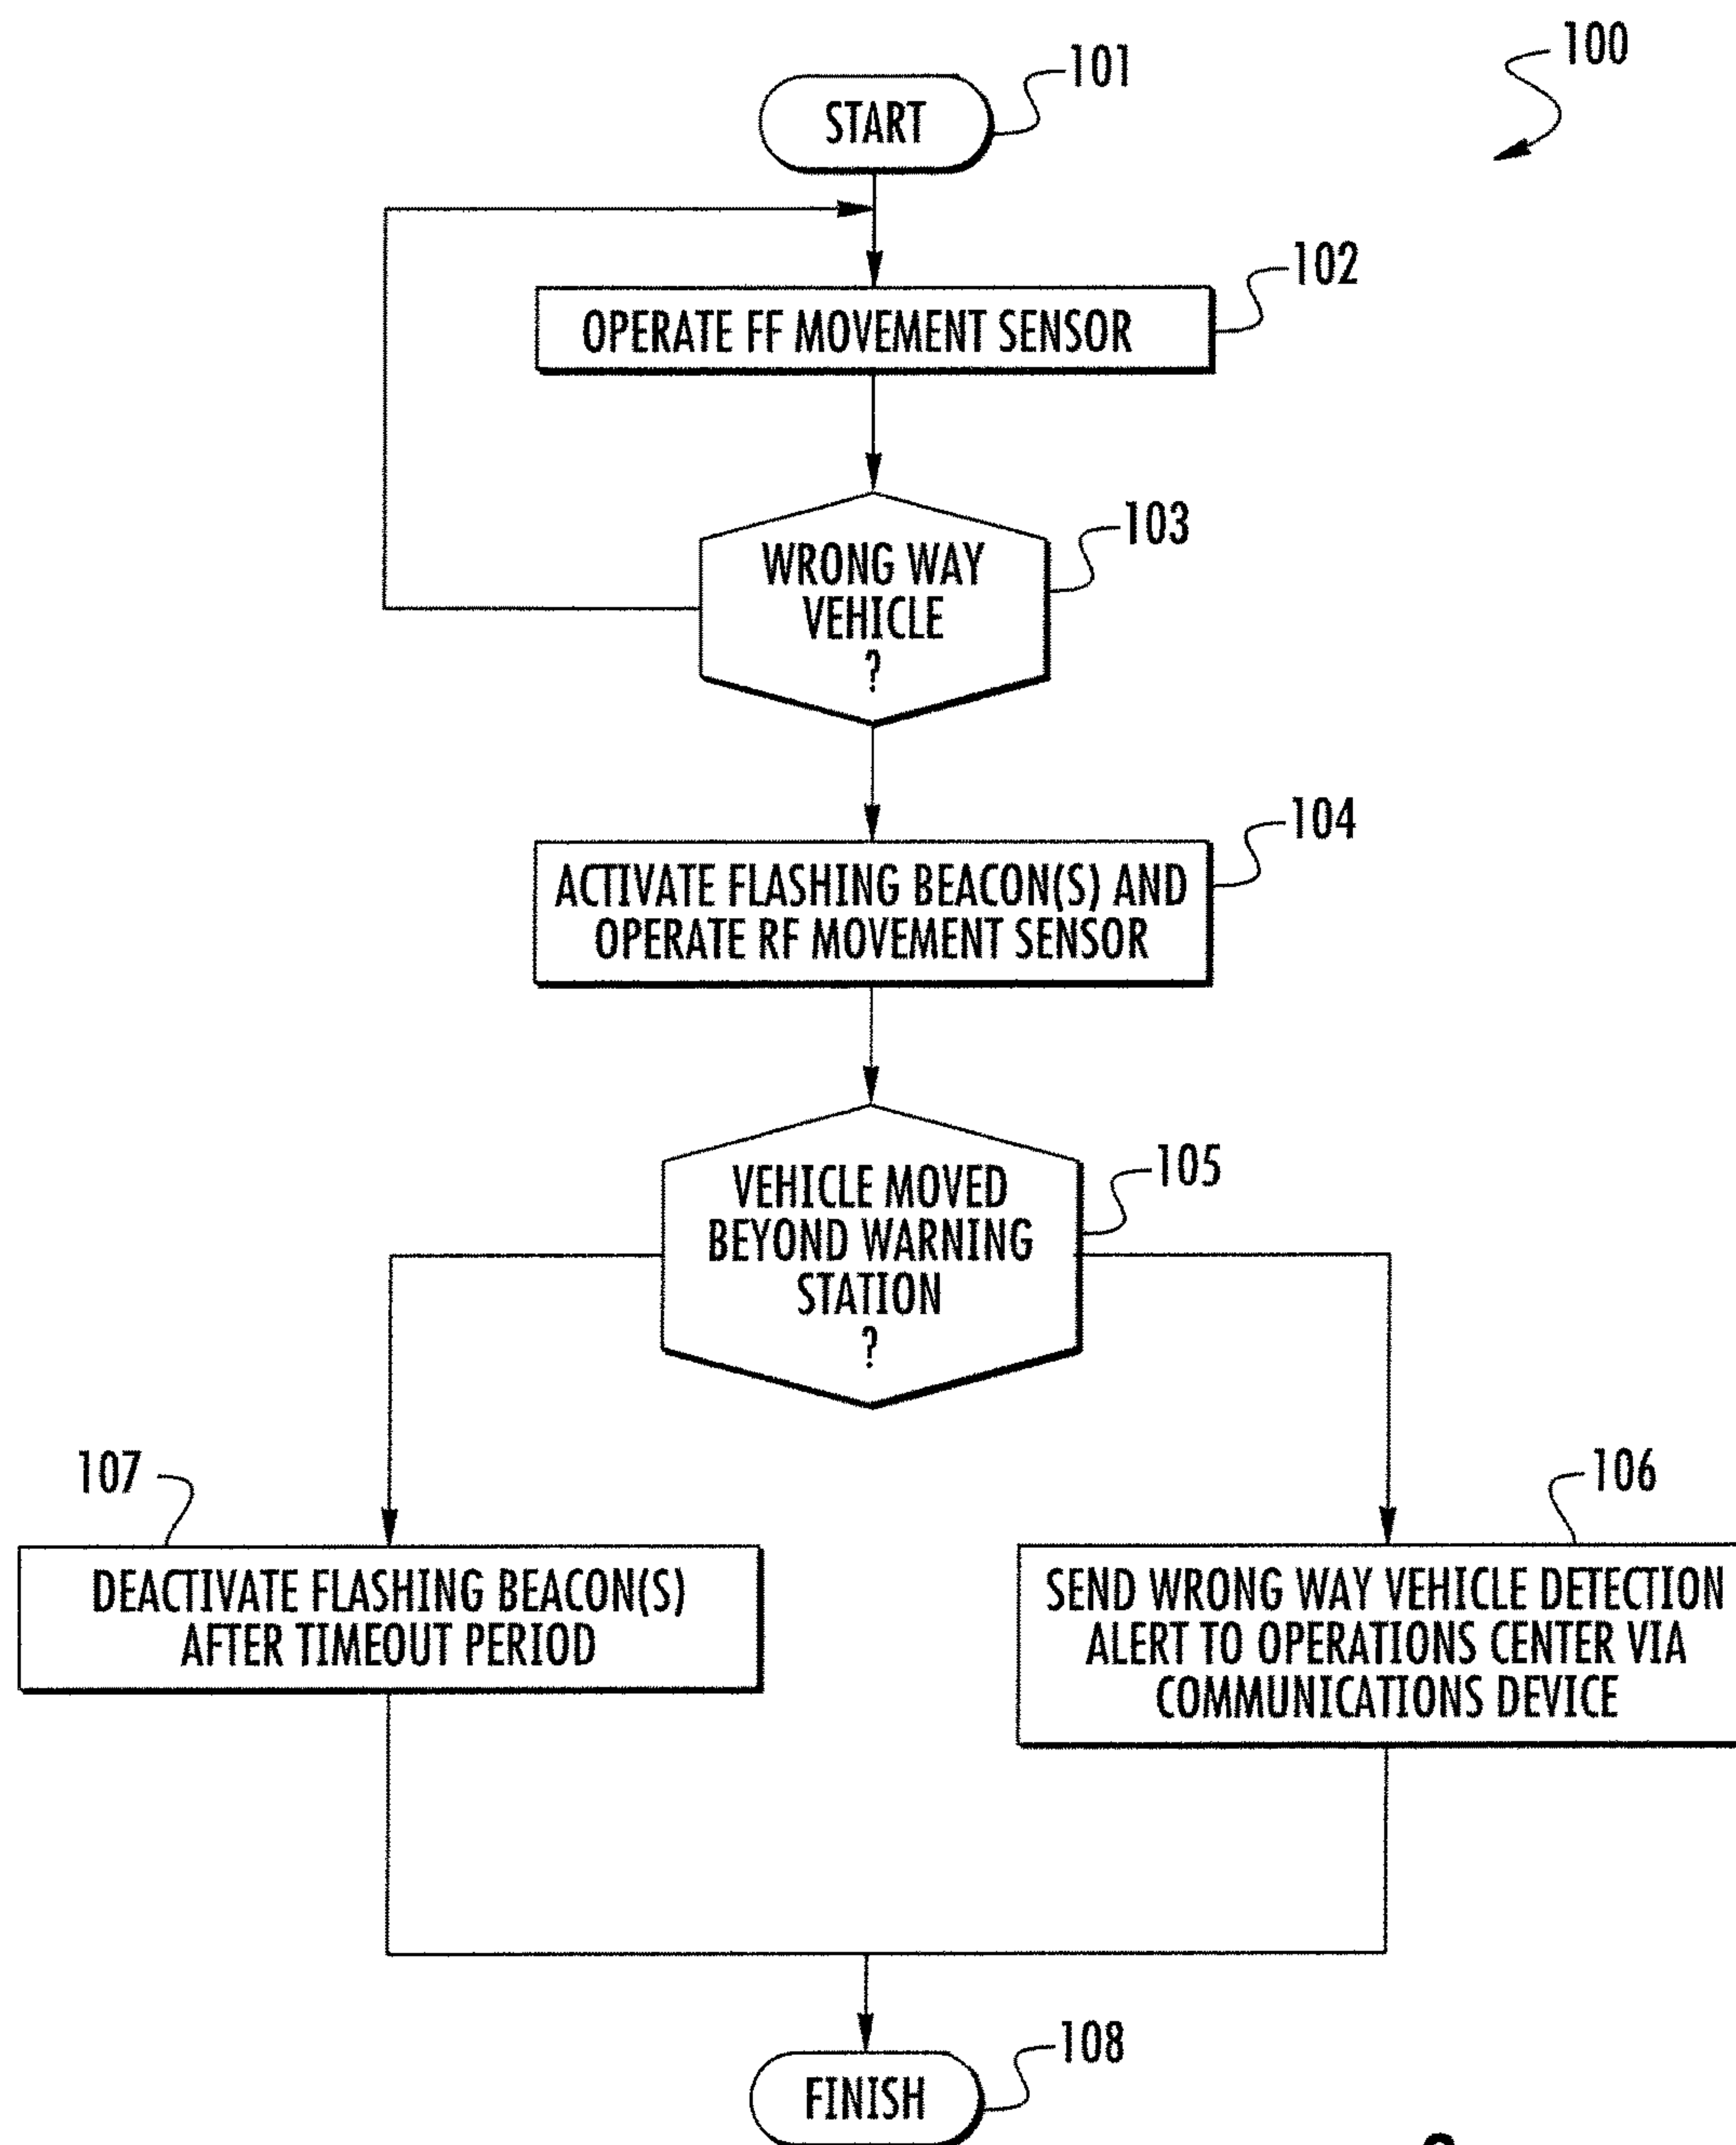 100
101
START
102
OPERATE FF MOVEMENT SENSOR
103
WRONG WAY
VEHICLE
?
104
ACTIVATE FLASHING BEACON(S) AND
OPERATE RF MOVEMENT SENSOR
105
VEHICLE MOVED
BEYOND WARNING
STATION
?
107
DEACTIVATE FLASHING BEACON(S)
AFTER TIMEOUT PERIOD
106
SEND WRONG WAY VEHICLE DETECTION
ALERT TO OPERATIONS CENTER VIA
COMMUNICATIONS DEVICE
108
FINISH